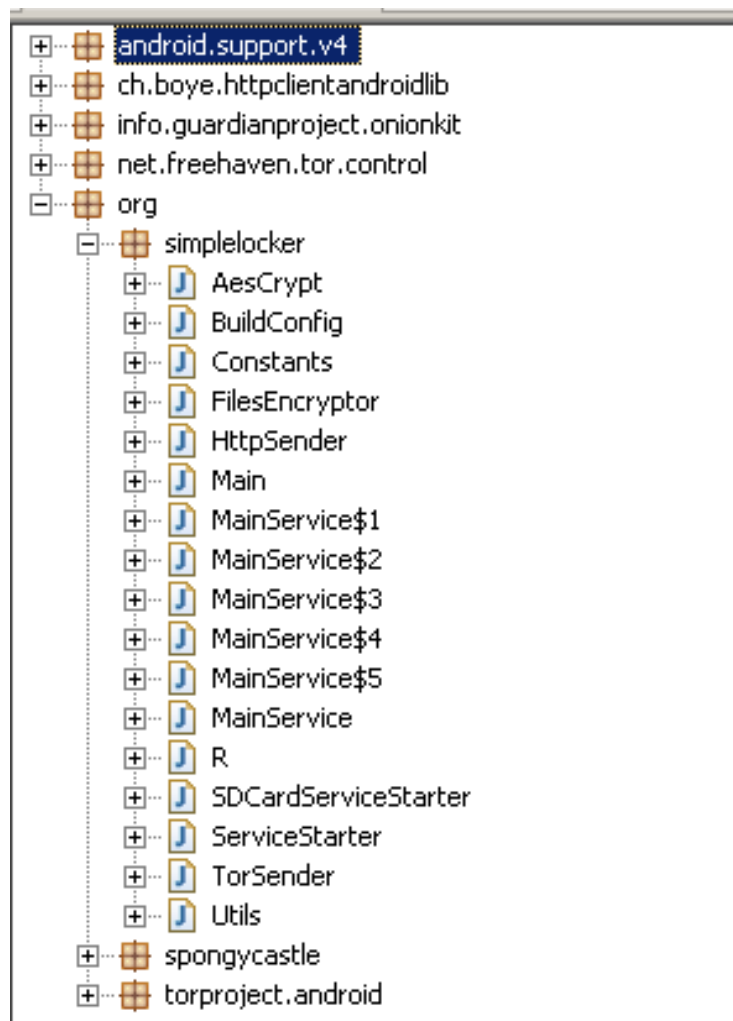 android.support.v4
ch.boye.httpclientandroidlib
info.guardianproject.onionkit
net.freehaven.tor.control
org
simplelocker
AesCrypt
BuildConfig
Constants
FilesEncryptor
HttpSender
Main
MainService$1
MainService$2
MainService$3
MainService$4
MainService$5
MainService
R
SDCardServiceStarter
ServiceStarter
TorSender
Utils
spongycastle
torproject.android